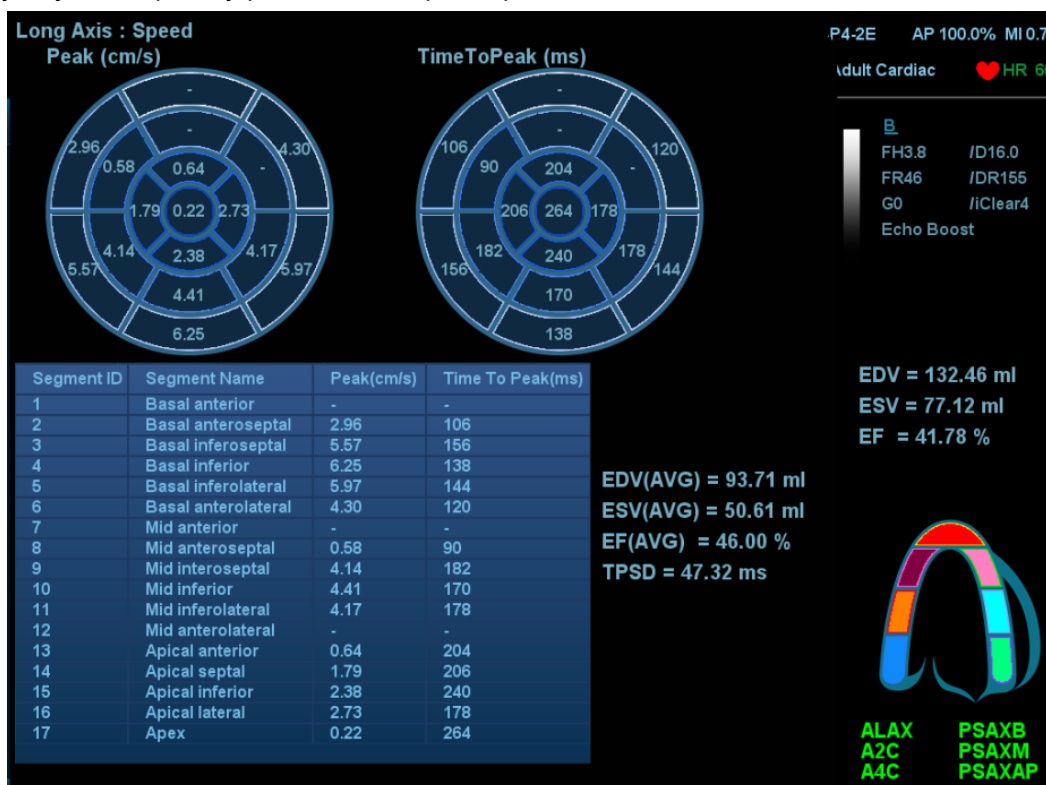 Long Axis : Speed
Peak (cm/s)
TimeToPeak (ms)
-
2.96
4.30
-
0.58
-
0.64
1.79
0.22
2.73
4.14
4.17
2.38
5.57
5.97
4.41
6.25
-
106
120
-
90
-
204
206
264
178
182
178
240
156
144
170
138
P4-2E AP 100.0% MI 0.7
Adult Cardiac HR 6
B
FH3.8 /D16.0
FR46 /DR155
G0 /iClear4
Echo Boost
Segment ID Segment Name Peak(cm/s) Time To Peak(ms)
1 Basal anterior - -
2 Basal anteroseptal 2.96 106
3 Basal inferoseptal 5.57 156
4 Basal inferior 6.25 138
5 Basal inferolateral 5.97 144
6 Basal anterolateral 4.30 120
7 Mid anterior - -
8 Mid anteroseptal 0.58 90
9 Mid interoseptal 4.14 182
10 Mid inferior 4.41 170
11 Mid inferolateral 4.17 178
12 Mid anterolateral - -
13 Apical anterior 0.64 204
14 Apical septal 1.79 206
15 Apical inferior 2.38 240
16 Apical lateral 2.73 178
17 Apex 0.22 264
EDV(AVG) = 93.71 ml
ESV(AVG) = 50.61 ml
EF(AVG) = 46.00 %
TPSD = 47.32 ms
EDV = 132.46 ml
ESV = 77.12 ml
EF = 41.78 %
ALAX PSAXB
A2C PSAXM
A4C PSAXAP